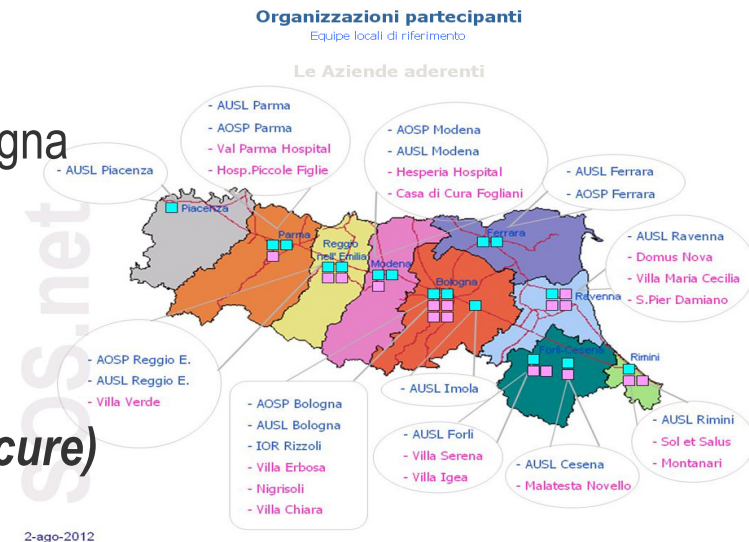 Organizzazioni partecipanti
Equipe locali di riferimento
Le Aziende aderenti
- AUSL Parma
- AOSP Parma
- Val Parma Hospital
- Hosp.Piccole Figlie
- AOSP Modena
- AUSL Modena
- Hesperia Hospital
- Casa di Cura Fogliani
gna
- AUSL Piacenza
- AUSL Ferrara
- AOSP Ferrara
Piacenza
Parma
Reggio
nell' Emilia
Modena
Bologna
Ferrara
Ravenna
Forlì-Cesena
Rimini
- AUSL Ravenna
- Domus Nova
- Villa Maria Cecilia
- S.Pier Damiano
- AOSP Reggio E.
- AUSL Reggio E.
- Villa Verde
- AOSP Bologna
- AUSL Bologna
- IOR Rizzoli
- Villa Erbosa
- Nigrisoli
- Villa Chiara
- AUSL Imola
- AUSL Forlì
- Villa Serena
- Villa Igea
- AUSL Cesena
- Malatesta Novello
- AUSL Rimini
- Sol et Salus
- Montanari
cure)
SOS.net
2-ago-2012